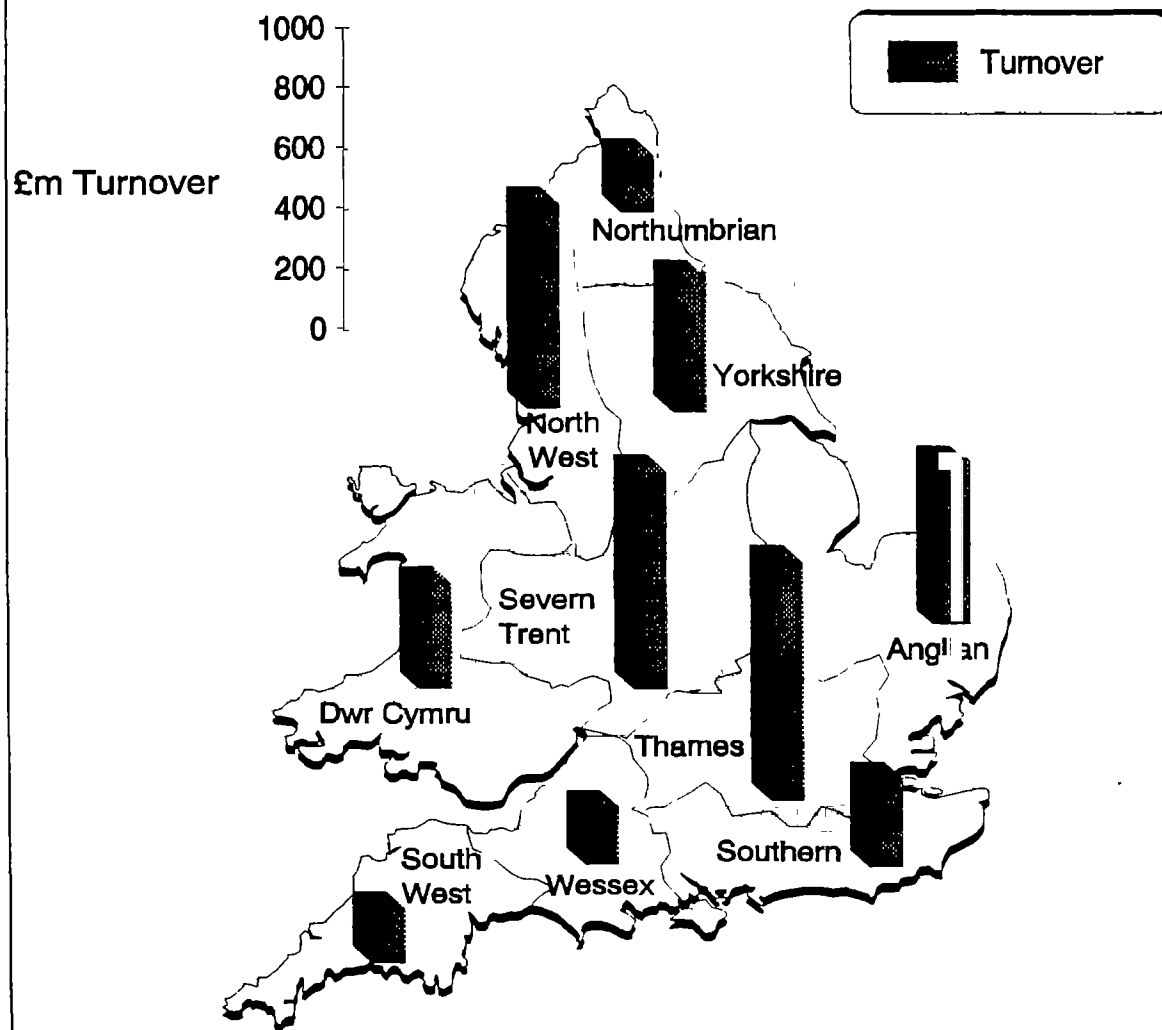 1000
800
600
400
200
0
£m Turnover
Turnover
Northumbrian
Yorkshire
North
West
Severn
Trent
Anglian
Dwr Cymru
Thames
Southern
South
West
Wessex